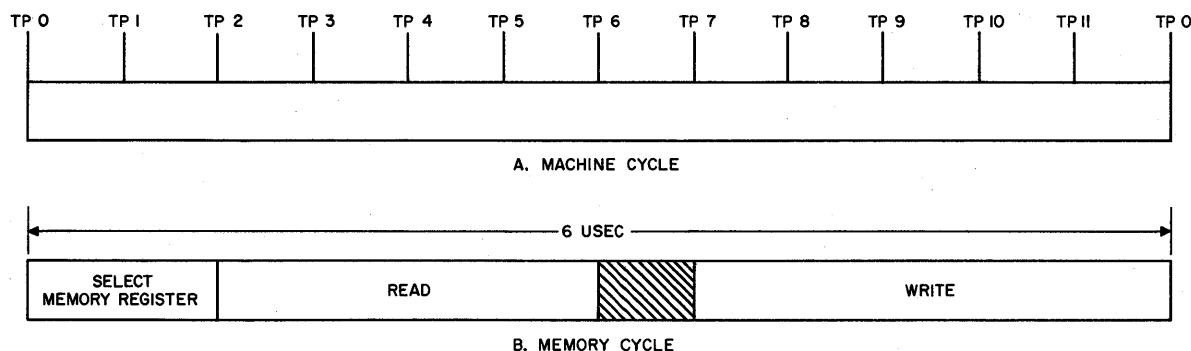 TP 0 TP 1 TP 2 TP 3 TP 4 TP 5 TP 6 TP 7 TP 8 TP 9 TP 10 TP 11 TP 0
A. MACHINE CYCLE
6 USEC
SELECT
MEMORY REGISTER
READ
WRITE
B. MEMORY CYCLE